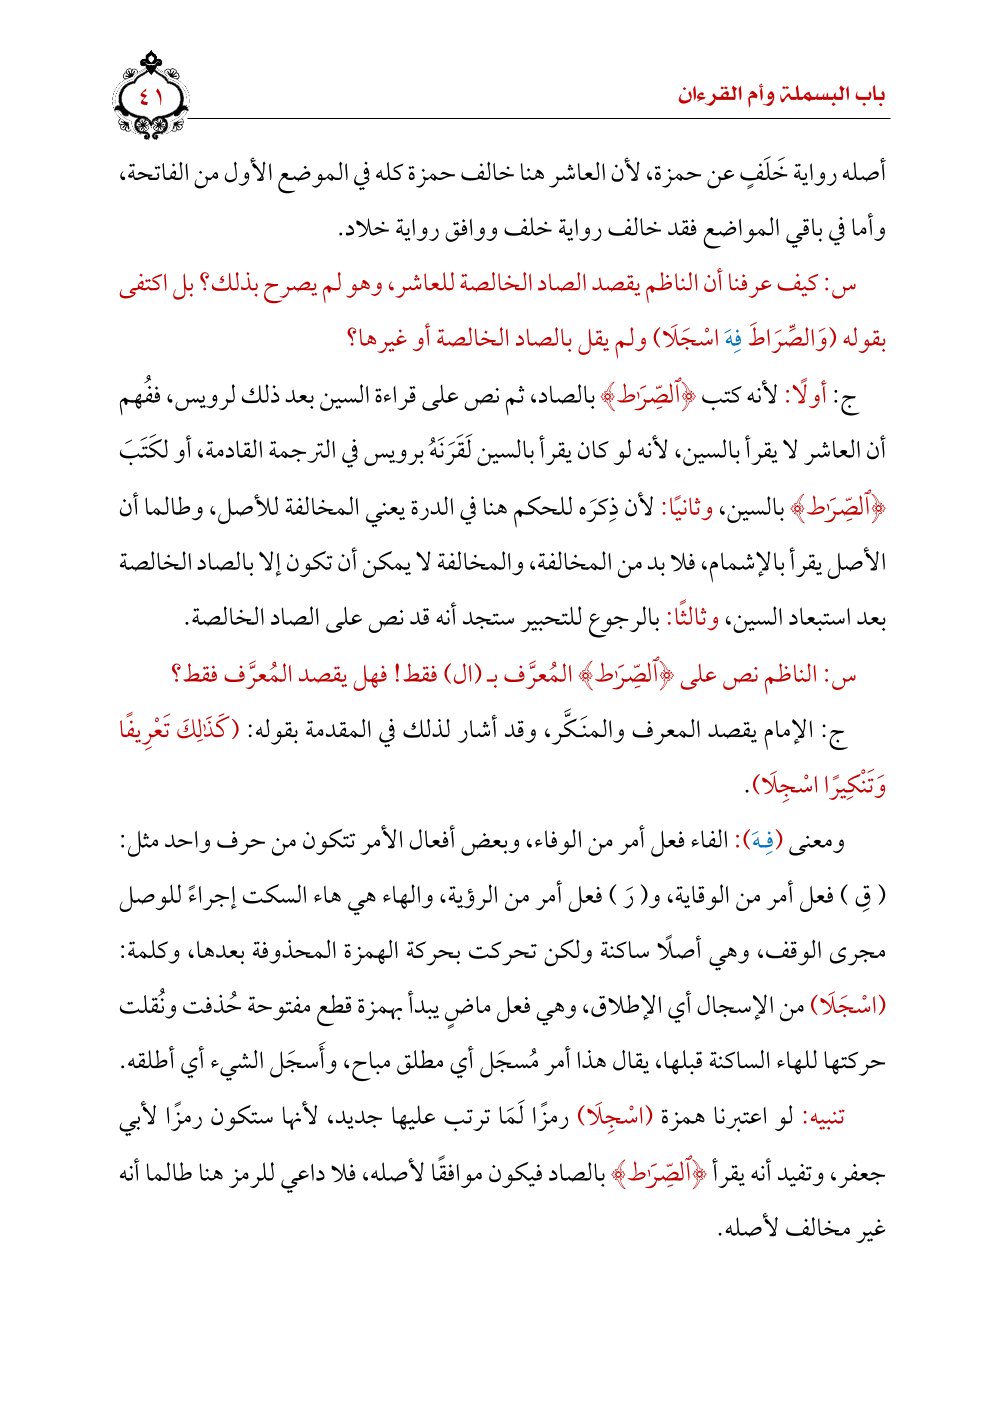 باب البسملة وأم القرءان
٤١
أصله رواية خَلَفٍ عن حمزة، لأن العاشر هنا خالف حمزة كله في الموضع الأول من الفاتحة،
وأما في باقي المواضع فقد خالف رواية خلف ووافق رواية خلاد.
س: كيف عرفنا أن الناظم يقصد الصاد الخالصة للعاشر، وهو لم يصرح بذلك؟ بل اكتفى
بقوله (وَالصِّرَاطَ فِهَ اسْجَلَا) ولم يقل بالصاد الخالصة أو غيرها؟
ج: أولًا: لأنه كتب ﴿ٱلصِّرَٰط﴾ بالصاد، ثم نص على قراءة السين بعد ذلك لرويس، ففُهم
أن العاشر لا يقرأ بالسين، لأنه لو كان يقرأ بالسين لَقَرَنَهُ برويس في الترجمة القادمة، أو لكَتَبَ
﴿ٱلصِّرَٰط﴾ بالسين، وثانيًا: لأن ذِكرَه للحكم هنا في الدرة يعني المخالفة للأصل، وطالما أن
الأصل يقرأ بالإشمام، فلا بد من المخالفة، والمخالفة لا يمكن أن تكون إلا بالصاد الخالصة
بعد استبعاد السين، وثالثًا: بالرجوع للتحبير ستجد أنه قد نص على الصاد الخالصة.
س: الناظم نص على ﴿ٱلصِّرَٰط﴾ المُعرَّف بـ (ال) فقط! فهل يقصد المُعرَّف فقط؟
ج: الإمام يقصد المعرف والمنَكَّر، وقد أشار لذلك في المقدمة بقوله: (كَذَٰلِكَ تَعْرِيفًا
وَتَنْكِيرًا اسْجِلَا).
ومعنى (فِهَ): الفاء فعل أمر من الوفاء، وبعض أفعال الأمر تتكون من حرف واحد مثل:
( قِ ) فعل أمر من الوقاية، و( رَ ) فعل أمر من الرؤية، والهاء هي هاء السكت إجراءً للوصل
مجرى الوقف، وهي أصلًا ساكنة ولكن تحركت بحركة الهمزة المحذوفة بعدها، وكلمة:
(اسْجَلَا) من الإسجال أي الإطلاق، وهي فعل ماضٍ يبدأ بهمزة قطع مفتوحة حُذفت ونُقلت
حركتها للهاء الساكنة قبلها، يقال هذا أمر مُسجَل أي مطلق مباح، وأَسجَل الشيء أي أطلقه.
تنبيه: لو اعتبرنا همزة (اسْجِلَا) رمزًا لَمَا ترتب عليها جديد، لأنها ستكون رمزًا لأبي
جعفر، وتفيد أنه يقرأ ﴿ٱلصِّرَٰط﴾ بالصاد فيكون موافقًا لأصله، فلا داعي للرمز هنا طالما أنه
غير مخالف لأصله.